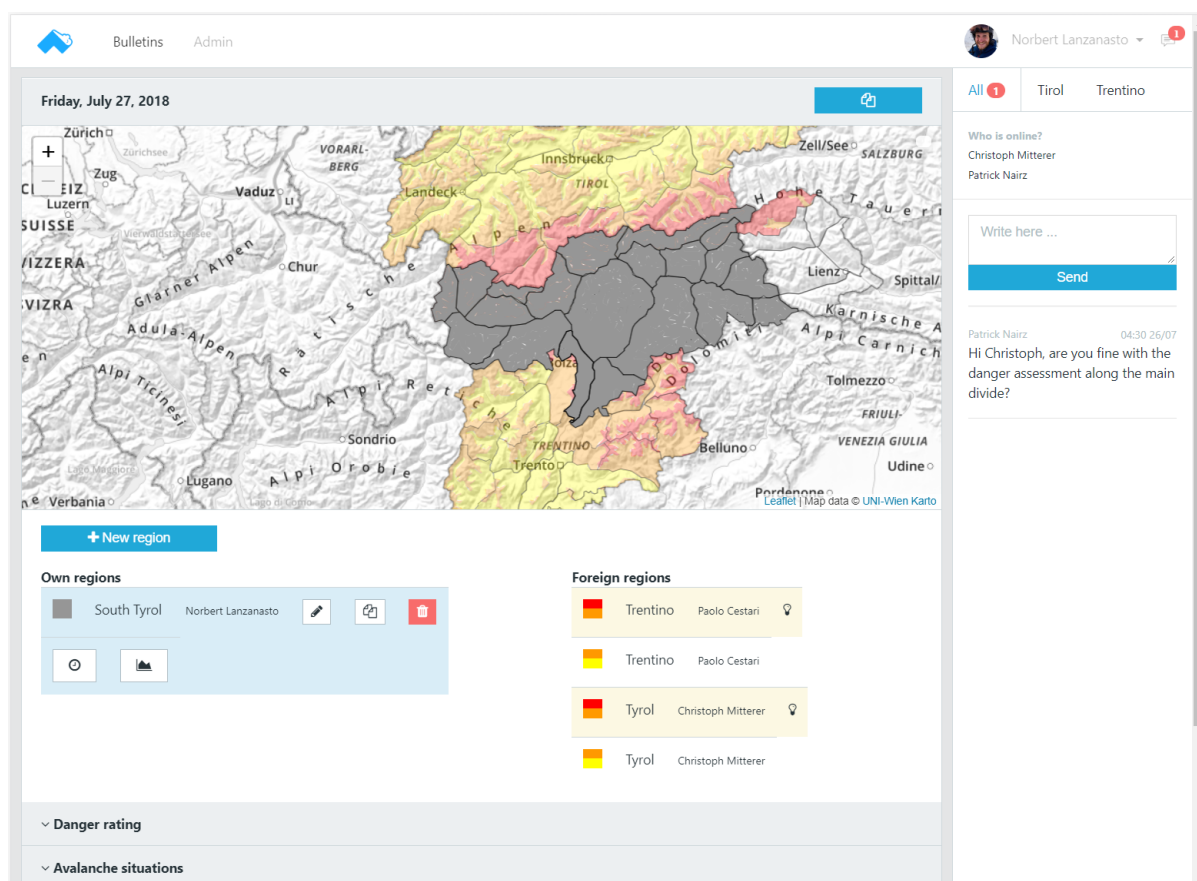 Bulletins
Admin
Norbert Lanzanasto
1
Friday, July 27, 2018
All 1
Tirol
Trentino
Who is online?
Christoph Mitterer
Patrick Nairz
Write here ...
Send
Patrick Nairz 04:30 26/07
Hi Christoph, are you fine with the
danger assessment along the main
divide?
+
−
Zürich
Zürichsee
Zug
Luzern
SUISSE
Vierwaldstättersee
VIZZERA
SVIZRA
Glarner Alpen
Adula-Alpen
Alpi Ticinesi
Vaduz
LI
Chur
VORARL-
BERG
Landeck
Innsbruck
TIROL
Zell/See
SALZBURG
Hohe Tauern
Rätische Alpen
Lienz
Spittal/
Karnische A
Alpi Carnich
Dolomiti
Tolmezzo
FRIULI-
VENEZIA GIULIA
Alpi Retiche
Sondrio
Alpi Orobie
TRENTINO
Trento
Belluno
Udine
Pordenone
Lago Maggiore
Lugano
Verbania
Lago di Como
Leaflet | Map data © UNI-Wien Karto
New region
Own regions
South Tyrol Norbert Lanzanasto
Foreign regions
Trentino Paolo Cestari
Trentino Paolo Cestari
Tyrol Christoph Mitterer
Tyrol Christoph Mitterer
Danger rating
Avalanche situations